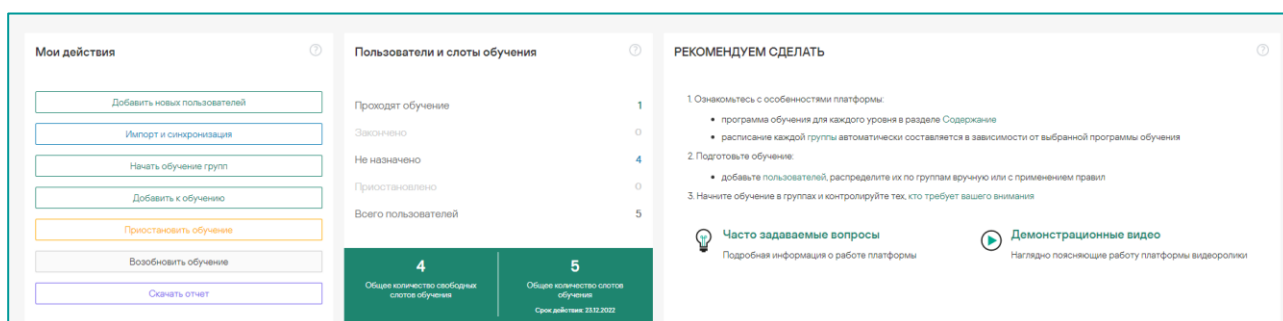 Мои действия
Добавить новых пользователей
Импорт и синхронизация
Начать обучение групп
Добавить к обучению
Приостановить обучение
Возобновить обучение
Скачать отчет
Пользователи и слоты обучения
Проходят обучение 1
Закончено 0
Не назначено 4
Приостановлено 0
Всего пользователей 5
4
Общее количество свободных
слотов обучения
5
Общее количество слотов
обучения
Срок действия: 23.12.2022
РЕКОМЕНДУЕМ СДЕЛАТЬ
1. Ознакомьтесь с особенностями платформы:
• программа обучения для каждого уровня в разделе Содержание
• расписание каждой группы автоматически составляется в зависимости от выбранной программы обучения
2. Подготовьте обучение:
• добавьте пользователей, распределите их по группам вручную или с применением правил
3. Начните обучение в группах и контролируйте тех, кто требует вашего внимания
Часто задаваемые вопросы
Подробная информация о работе платформы
Демонстрационные видео
Наглядно поясняющие работу платформы видеоролики